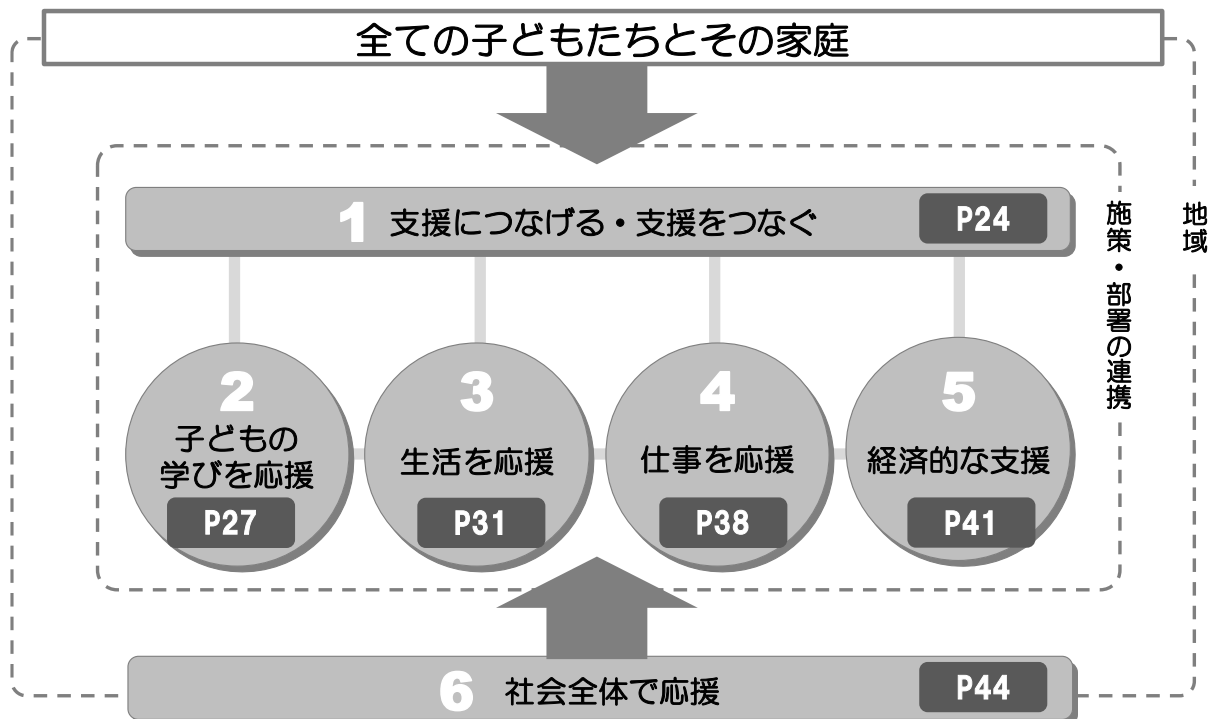 全ての子どもたちとその家庭
1 支援につなげる・支援をつなぐ P24
2
子どもの
学びを応援
P27
3
生活を応援
P31
4
仕事を応援
P38
5
経済的な支援
P41
施策・部署の連携
地域
6 社会全体で応援 P44